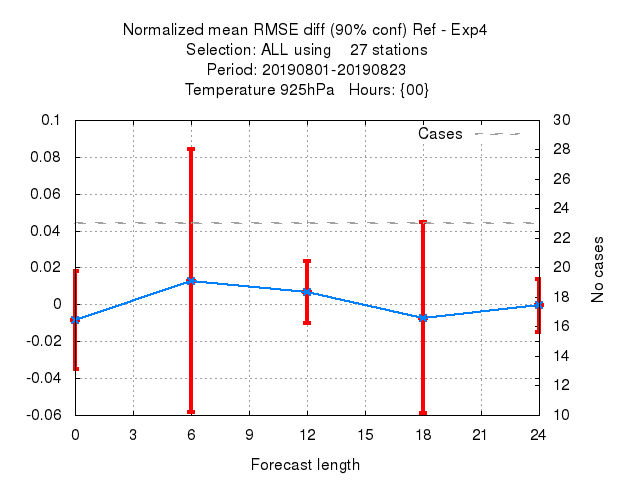 Normalized mean RMSE diff (90% conf) Ref - Exp4
Selection: ALL using    27 stations
Period: 20190801-20190823
Temperature 925hPa   Hours: {00}
Cases
0.1
0.08
0.06
0.04
0.02
0
-0.02
-0.04
-0.06
30
28
26
24
22
20
18
16
14
12
10
No cases
0 3 6 9 12 15 18 21 24
Forecast length